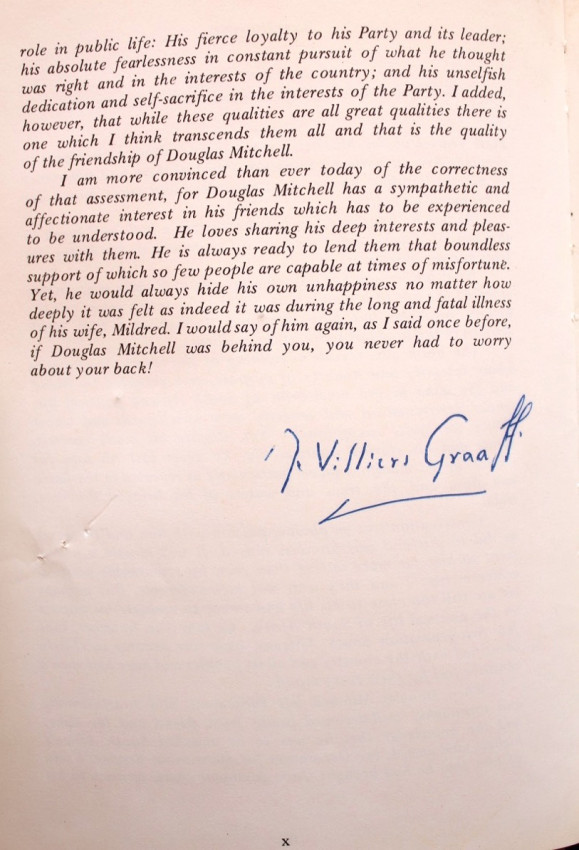 role in public life: His fierce loyalty to his Party and its leader;
his absolute fearlessness in constant pursuit of what he thought
was right and in the interests of the country; and his unselfish
dedication and self-sacrifice in the interests of the Party. I added,
however, that while these qualities are all great qualities there is
one which I think transcends them all and that is the quality
of the friendship of Douglas Mitchell.
I am more convinced than ever today of the correctness
of that assessment, for Douglas Mitchell has a sympathetic and
affectionate interest in his friends which has to be experienced
to be understood. He loves sharing his deep interests and pleas-
ures with them. He is always ready to lend them that boundless
support of which so few people are capable at times of misfortune.
Yet, he would always hide his own unhappiness no matter how
deeply it was felt as indeed it was during the long and fatal illness
of his wife, Mildred. I would say of him again, as I said once before,
if Douglas Mitchell was behind you, you never had to worry
about your back!
Villiers Graaff.
x